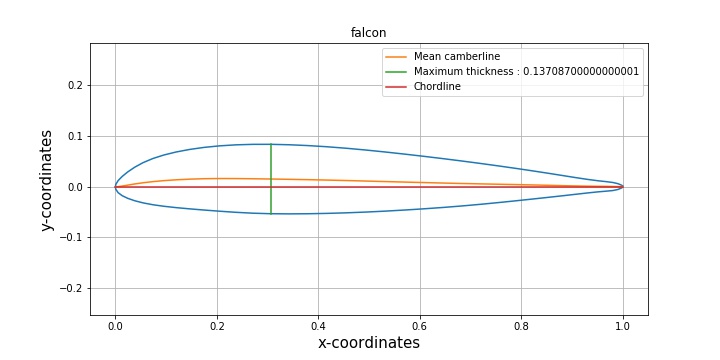 falcon
Mean camberline
Maximum thickness : 0.13708700000000001
Chordline
0.2
0.1
0.0
−0.1
−0.2
y-coordinates
0.0 0.2 0.4 0.6 0.8 1.0
x-coordinates